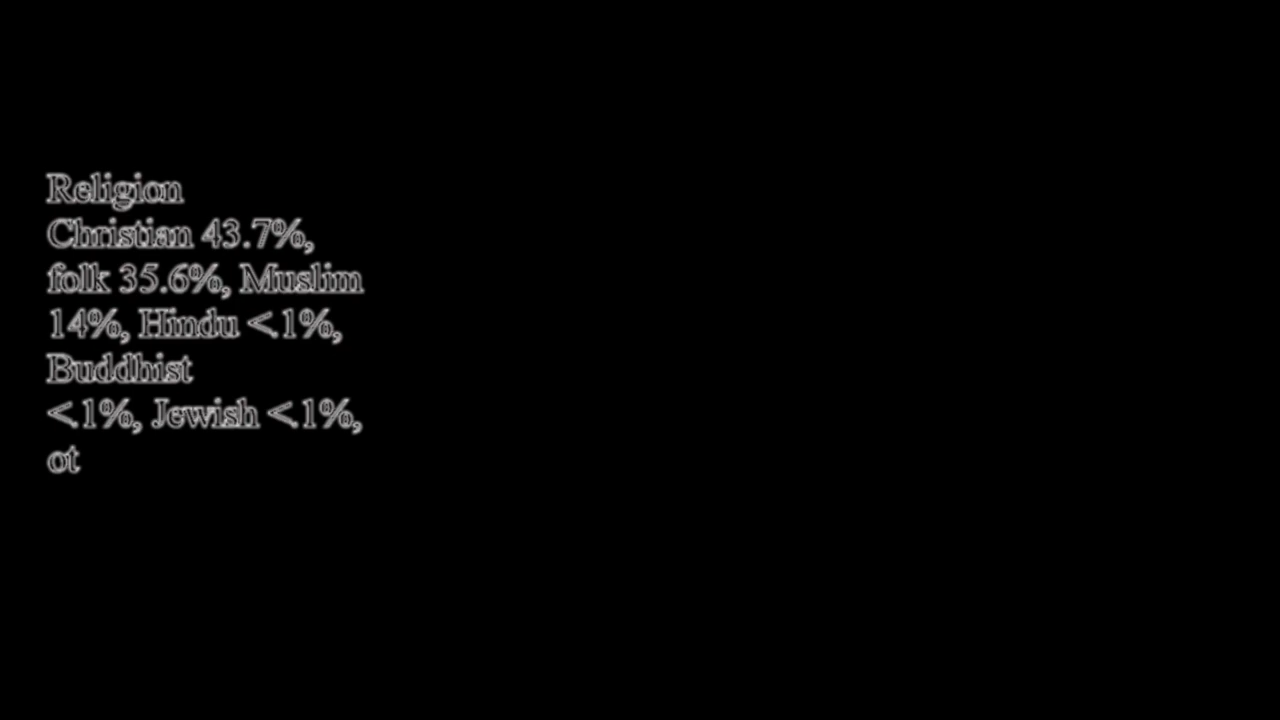 Religion
Christian 43.7%,
folk 35.6%, Muslim
14%, Hindu <.1%,
Buddhist
<.1%, Jewish <.1%,
ot